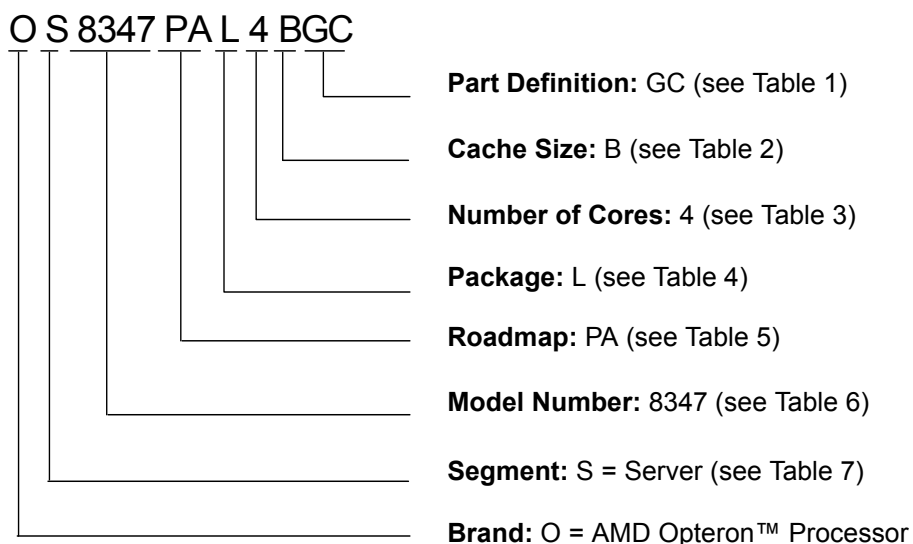 O S 8347 PA L 4 BGC
Part Definition: GC (see Table 1)
Cache Size: B (see Table 2)
Number of Cores: 4 (see Table 3)
Package: L (see Table 4)
Roadmap: PA (see Table 5)
Model Number: 8347 (see Table 6)
Segment: S = Server (see Table 7)
Brand: O = AMD Opteron™ Processor